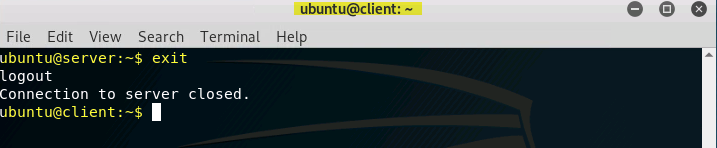 ubuntu@client: ~
File Edit View Search Terminal Help
ubuntu@server:~$ exit
logout
Connection to server closed.
ubuntu@client:~$